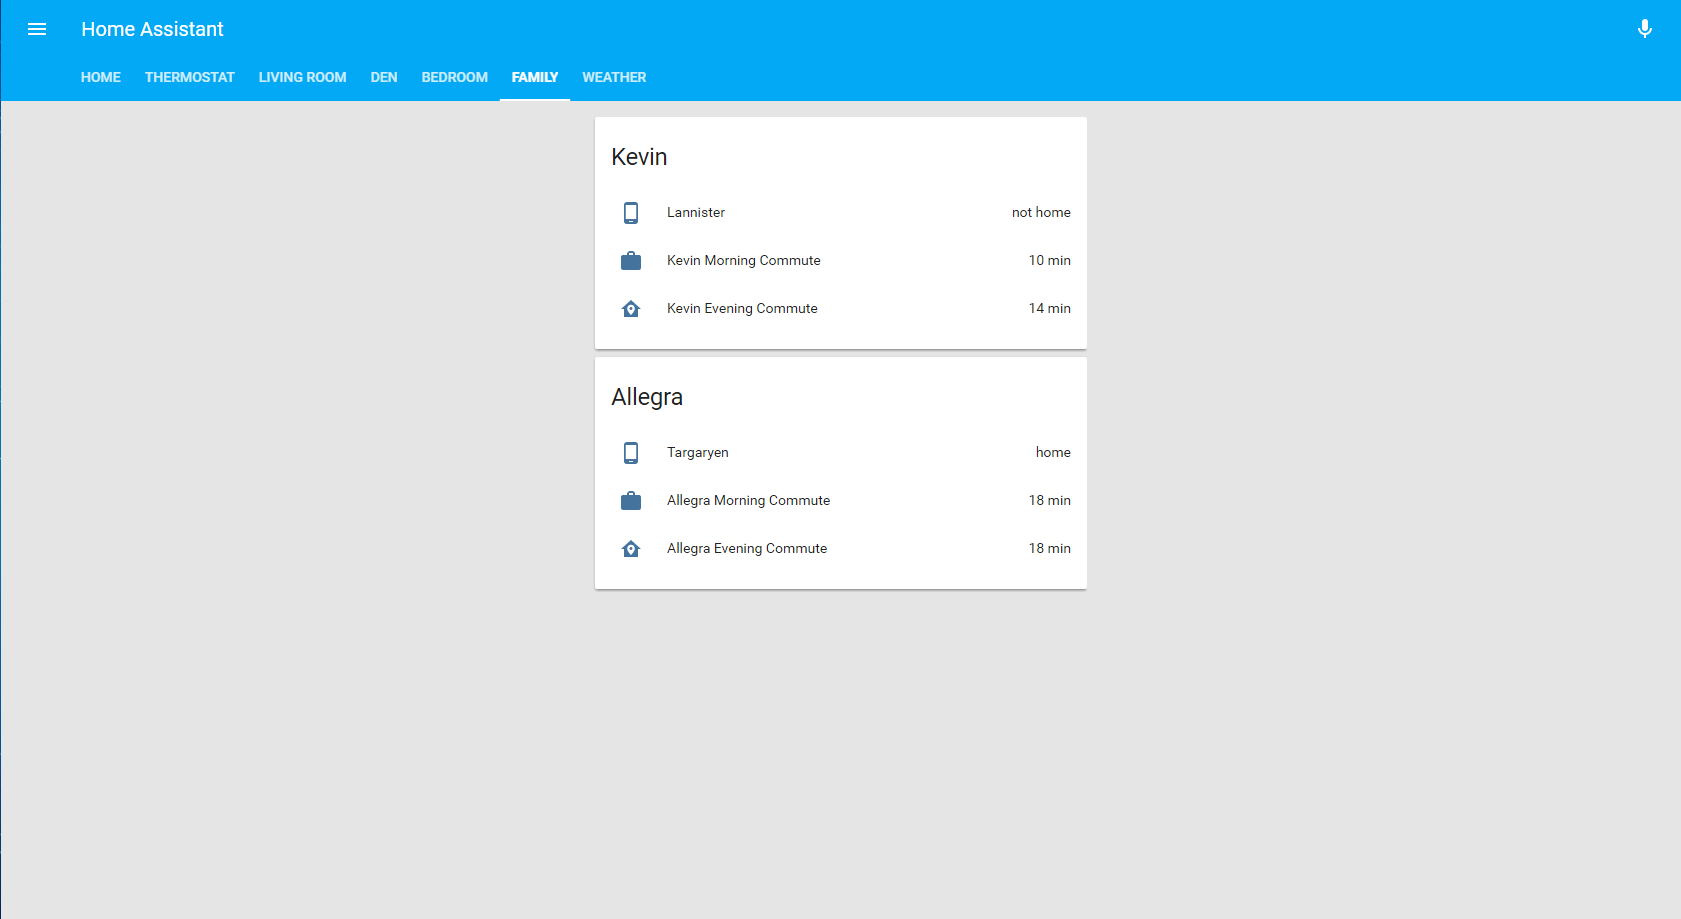 Home Assistant
HOME THERMOSTAT LIVING ROOM DEN BEDROOM FAMILY WEATHER
Kevin
Lannister not home
Kevin Morning Commute 10 min
Kevin Evening Commute 14 min
Allegra
Targaryen home
Allegra Morning Commute 18 min
Allegra Evening Commute 18 min